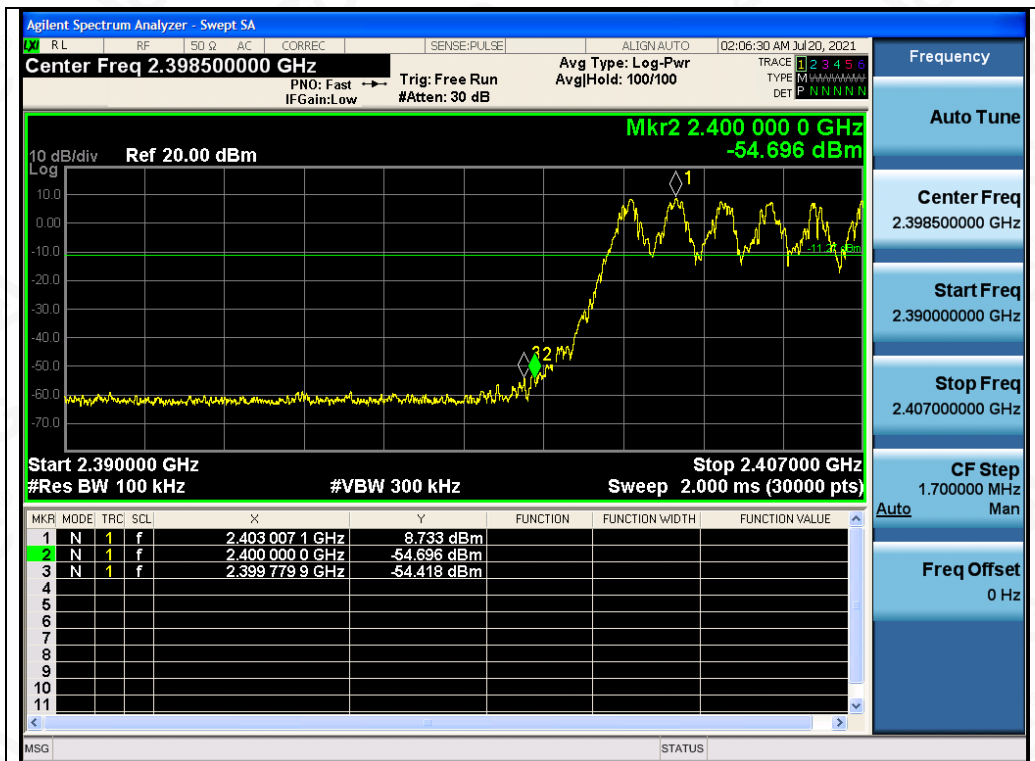 Agilent Spectrum Analyzer - Swept SA
LXI RL RF 50 Ω AC CORREC SENSE:PULSE ALIGN AUTO 02:06:30 AM Jul 20, 2021
Center Freq 2.398500000 GHz
PNO: Fast
IFGain:Low
Trig: Free Run
#Atten: 30 dB
Avg Type: Log-Pwr
Avg|Hold: 100/100
TRACE 1 2 3 4 5 6
TYPE M
DET P N N N N N
Mkr2 2.400 000 0 GHz
-54.696 dBm
10 dB/div Ref 20.00 dBm
Log
10.0
0.00
-10.0
-20.0
-30.0
-40.0
-50.0
-60.0
-70.0
1
3 2
Start 2.390000 GHz Stop 2.407000 GHz
#Res BW 100 kHz #VBW 300 kHz Sweep 2.000 ms (30000 pts)
MKR MODE TRC SCL X Y FUNCTION FUNCTION WIDTH FUNCTION VALUE
1 N 1 f 2.403 007 1 GHz 8.733 dBm
2 N 1 f 2.400 000 0 GHz -54.696 dBm
3 N 1 f 2.399 779 9 GHz -54.418 dBm
4
5
6
7
8
9
10
11
MSG STATUS
Frequency
Auto Tune
Center Freq
2.398500000 GHz
Start Freq
2.390000000 GHz
Stop Freq
2.407000000 GHz
CF Step
1.700000 MHz
Auto Man
Freq Offset
0 Hz